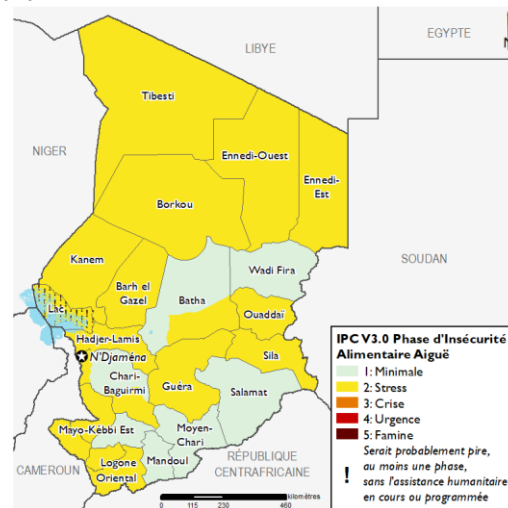 LIBYE
EGYPTE
N
NIGER
Tibesti
Ennedi-Ouest
Ennedi-
Est
Borkou
SOUDAN
Kanem
Wadi Fira
Barh el
Gazel
Batha
Lac
Ouaddaï
Hadjer-Lamis
N'Djaména
Sila
Chari-
Baguirmi
Guéra
Salamat
Mayo-Kebbi Est
Moyen-
Chari
Logone
Oriental
Mandoul
CAMEROUN
RÉPUBLIQUE
CENTRAFRICAINE
kilomètres
0 115 230 460
IPC V3.0 Phase d'Insécurité
Alimentaire Aiguë
1: Minimale
2: Stress
3: Crise
4: Urgence
5: Famine
! Serait probablement pire,
au moins une phase,
sans l'assistance humanitaire
en cours ou programmée